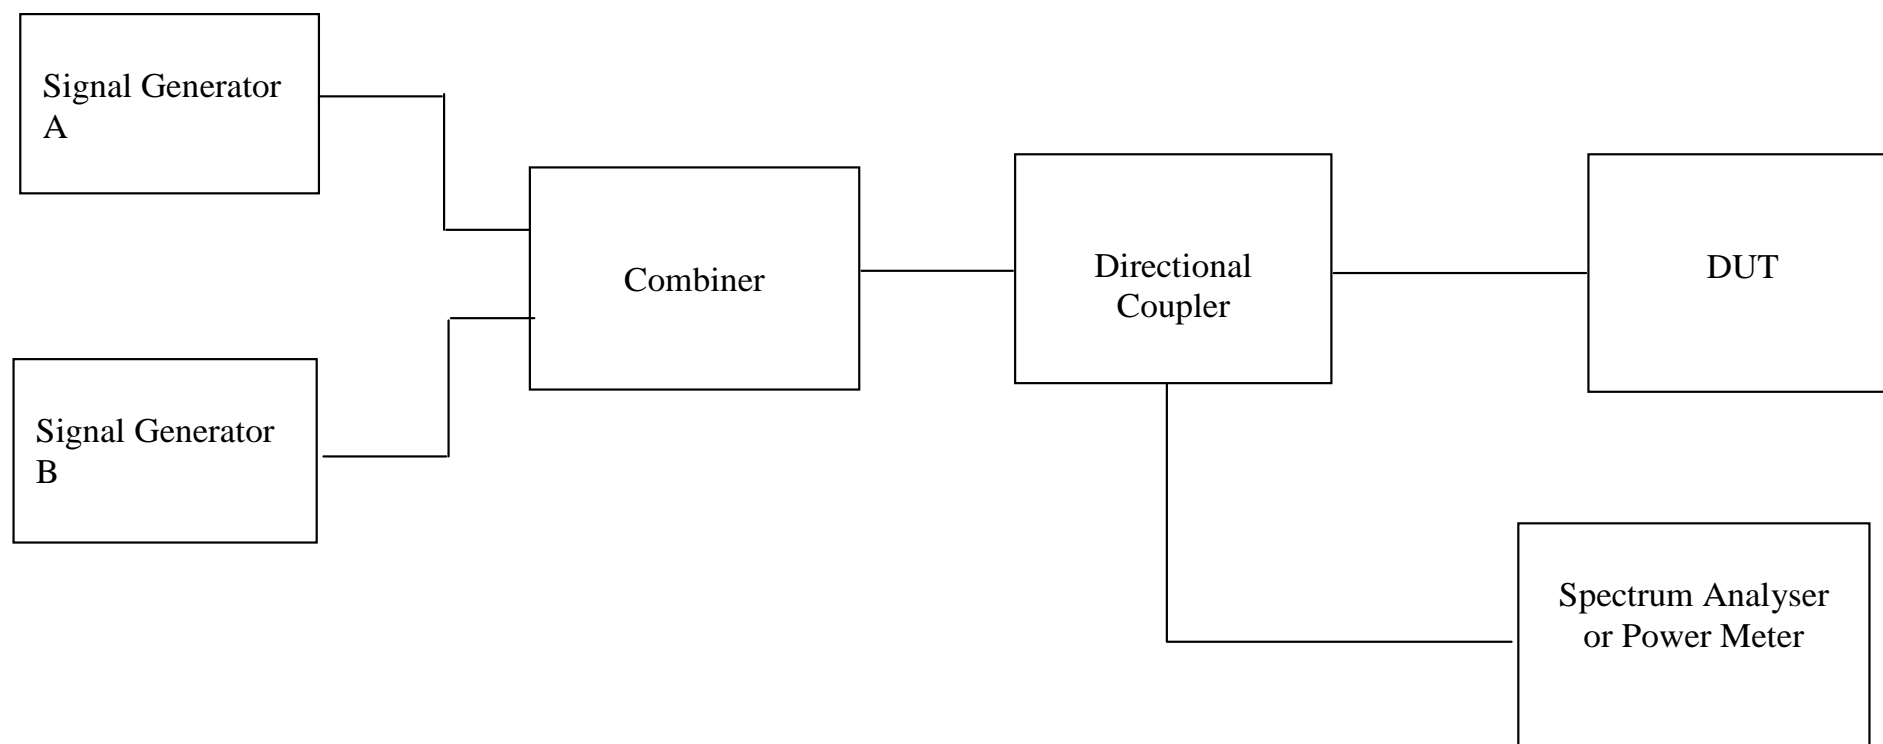 Signal Generator
A
Combiner
Directional
Coupler
DUT
Signal Generator
B
Spectrum Analyser
or Power Meter